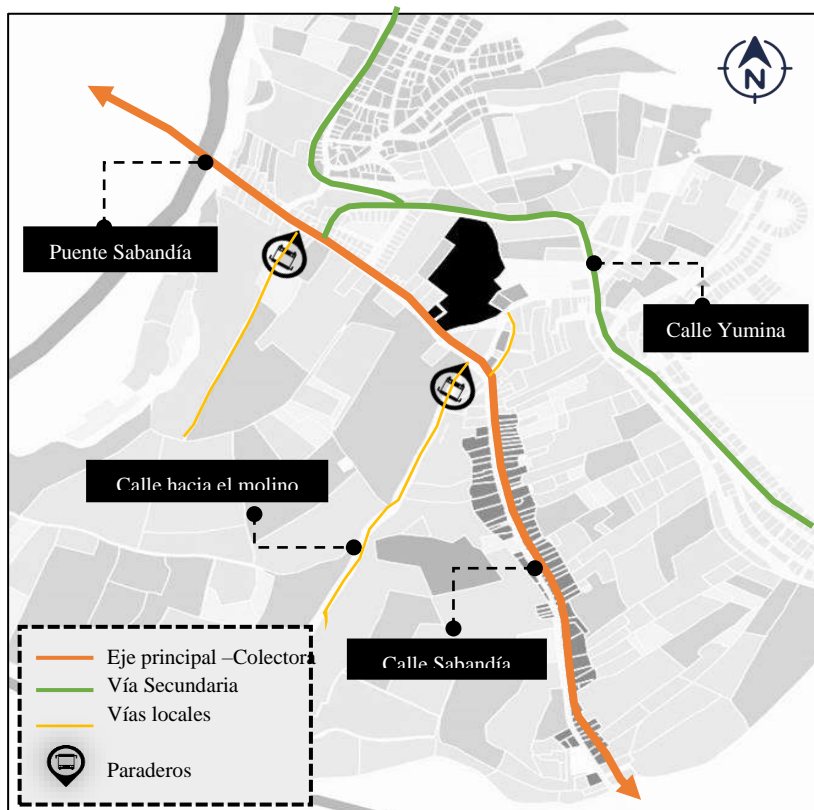 N
Puente Sabandía
Calle Yumina
Calle hacia el molino
Calle Sabandía
Eje principal –Colectora
Vía Secundaria
Vías locales
Paraderos